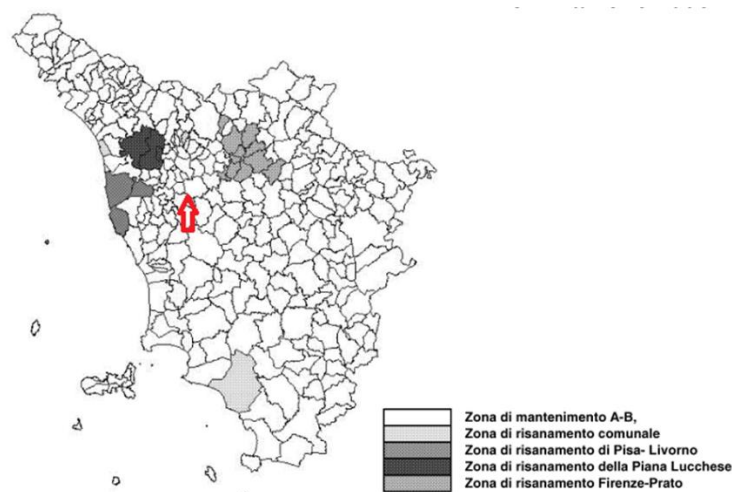 Zona di mantenimento A-B,
Zona di risanamento comunale
Zona di risanamento di Pisa- Livorno
Zona di risanamento della Piana Lucchese
Zona di risanamento Firenze-Prato